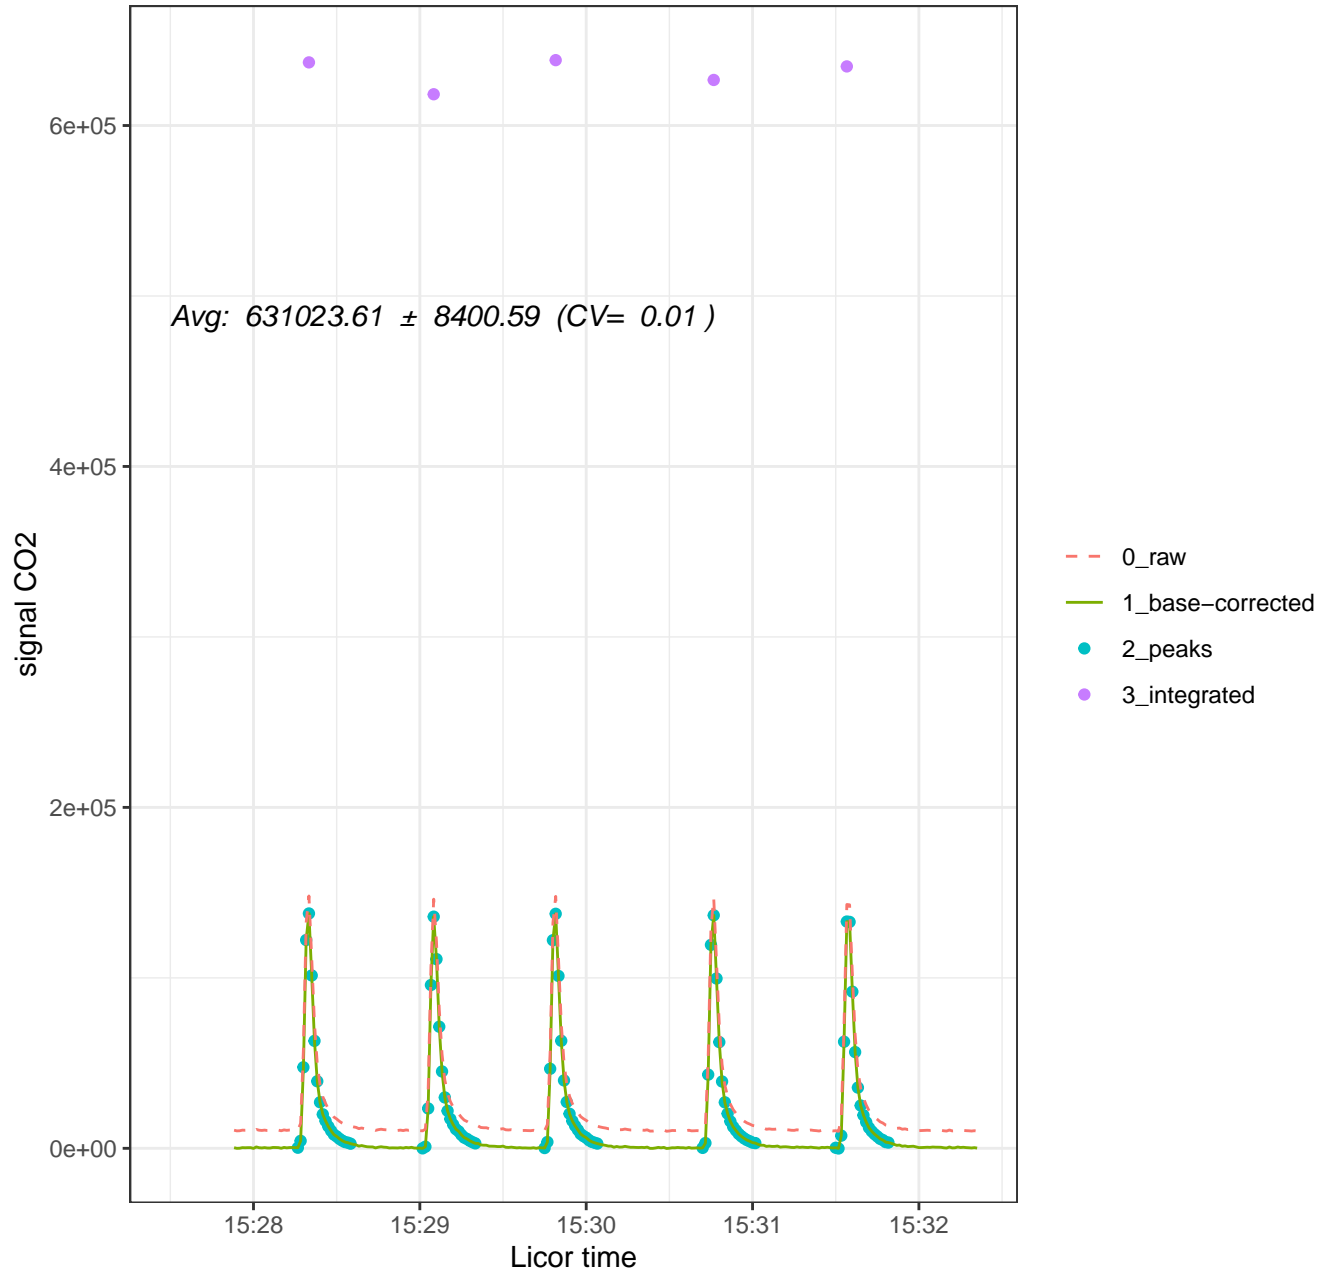 6e+05
4e+05
2e+05
0e+00
signal CO2
Avg: 631023.61 ± 8400.59 (CV= 0.01 )
15:28 15:29 15:30 15:31 15:32
Licor time
0_raw
1_base−corrected
2_peaks
3_integrated